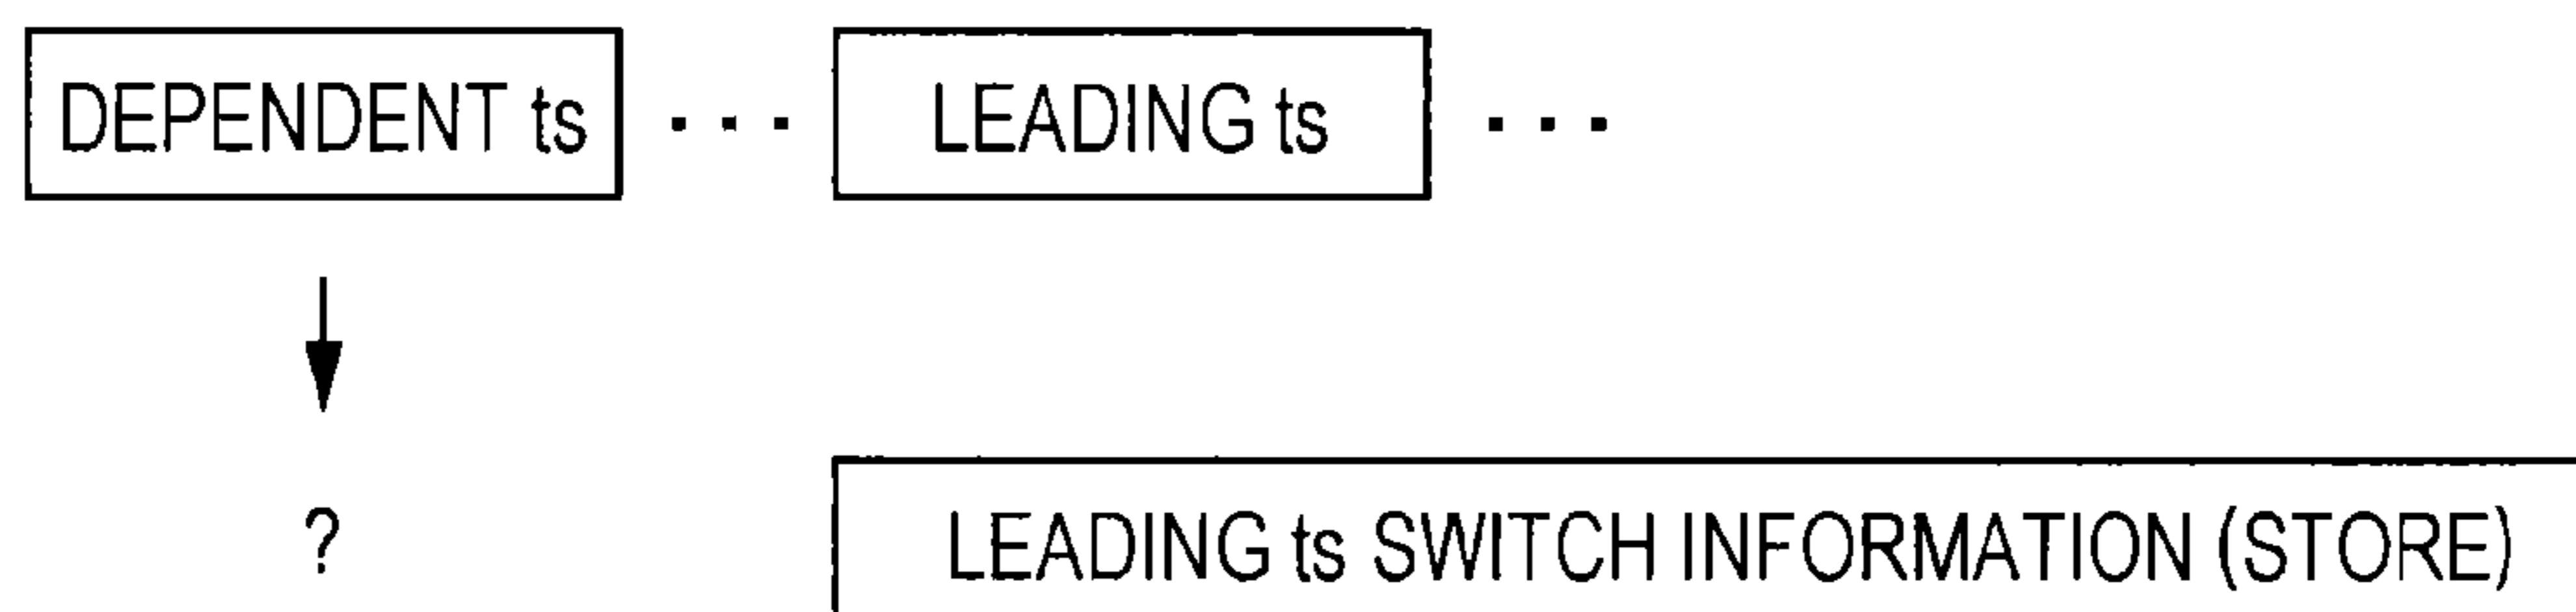 DEPENDENT ts ... LEADING ts ...
? LEADING ts SWITCH INFORMATION (STORE)